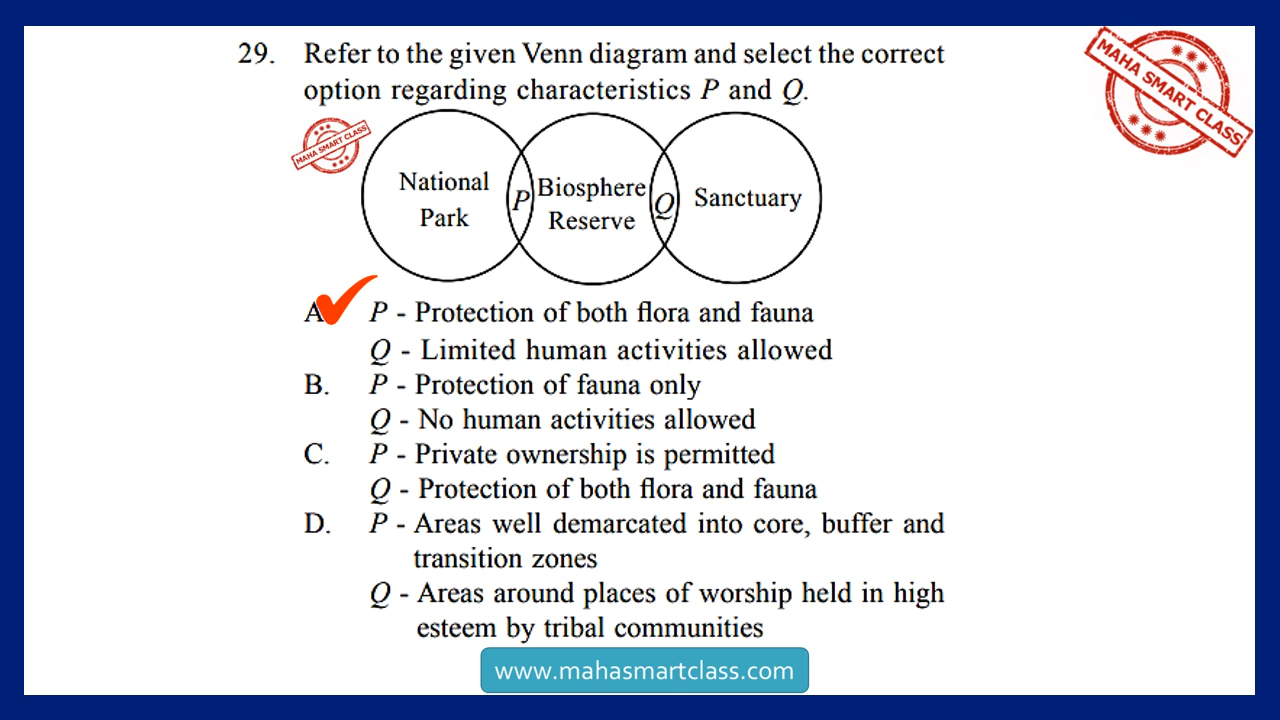 29. Refer to the given Venn diagram and select the correct
option regarding characteristics P and Q.
MAHA SMART CLASS
MAHA SMART CLASS
National
Park
P
Biosphere
Reserve
Q
Sanctuary
A P - Protection of both flora and fauna
Q - Limited human activities allowed
B. P - Protection of fauna only
Q - No human activities allowed
C. P - Private ownership is permitted
Q - Protection of both flora and fauna
D. P - Areas well demarcated into core, buffer and
transition zones
Q - Areas around places of worship held in high
esteem by tribal communities
www.mahasmartclass.com